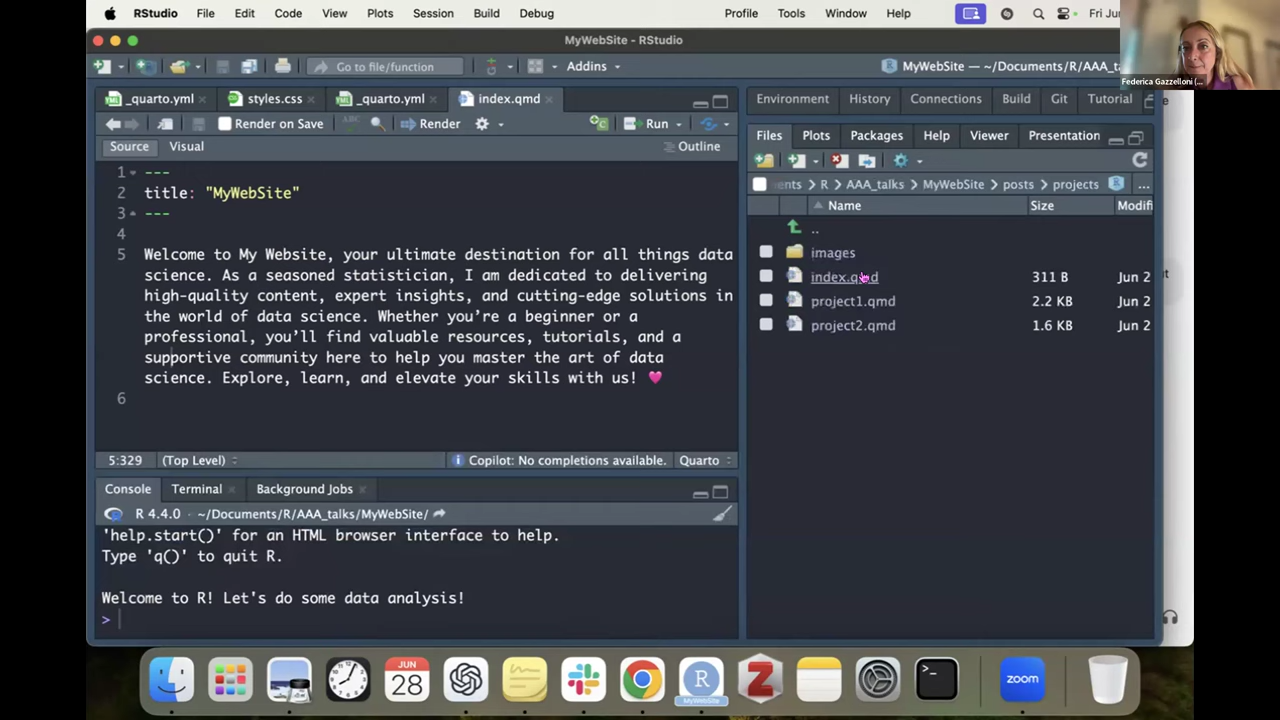 RStudio File Edit Code View Plots Session Build Debug Profile Tools Window Help Fri Jun
MyWebSite - RStudio
Go to file/function Addins MyWebSite — ~/Documents/R/AAA_talks
Federica Gazzelloni (...
_quarto.yml styles.css _quarto.yml index.qmd
Render on Save ABC Render Run
Source Visual Outline
1 ---
2 title: "MyWebSite"
3 ---
4
5 Welcome to My Website, your ultimate destination for all things data
science. As a seasoned statistician, I am dedicated to delivering
high-quality content, expert insights, and cutting-edge solutions in
the world of data science. Whether you're a beginner or a
professional, you'll find valuable resources, tutorials, and a
supportive community here to help you master the art of data
science. Explore, learn, and elevate your skills with us! 💗
6
5:329 (Top Level) Copilot: No completions available. Quarto
Console Terminal Background Jobs
R 4.4.0 · ~/Documents/R/AAA_talks/MyWebSite/
'help.start()' for an HTML browser interface to help.
Type 'q()' to quit R.
Welcome to R! Let's do some data analysis!
>
Environment History Connections Build Git Tutorial
Files Plots Packages Help Viewer Presentation
ents R AAA_talks MyWebSite posts projects ...
Name Size Modifi
..
images
index.qmd 311 B Jun 2
project1.qmd 2.2 KB Jun 2
project2.qmd 1.6 KB Jun 2
JUN
28
R
MyWebSite
Z
>_
zoom